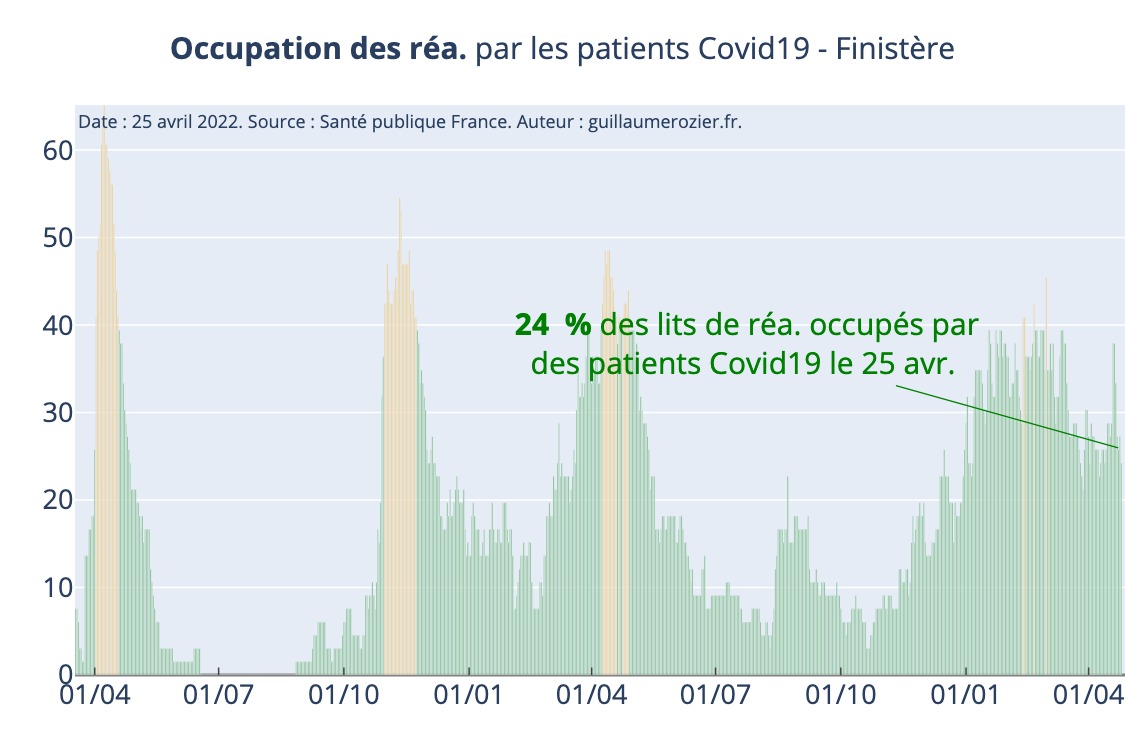 Occupation des réa. par les patients Covid19 - Finistère
Date : 25 avril 2022. Source : Santé publique France. Auteur : guillaumerozier.fr.
60
50
40
24 % des lits de réa. occupés par
des patients Covid19 le 25 avr.
30
20
10
0
01/04 01/07 01/10 01/01 01/04 01/07 01/10 01/01 01/04